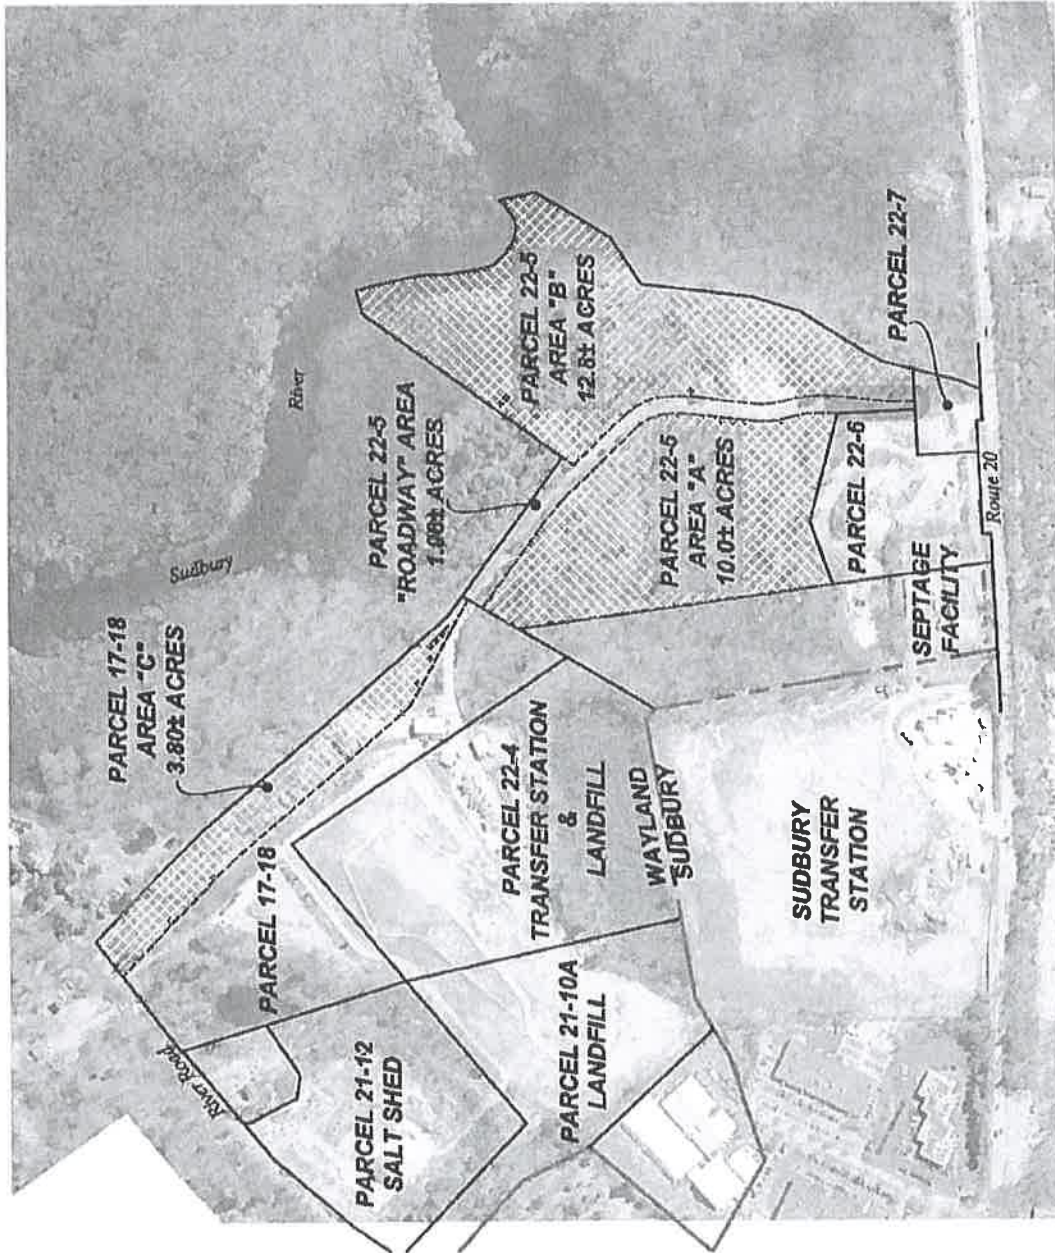 PARCEL 17-18
AREA "C"
3.80± ACRES
Sudbury
River
PARCEL 22-5
"ROADWAY" AREA
ACRES
PARCEL 22-5
AREA "B"
12.8± ACRES
PARCEL 22-5
AREA "A"
10.0± ACRES
PARCEL 22-7
PARCEL 22-6
Route 20
SEPTAGE
FACILITY
River Road
PARCEL 17-18
PARCEL 22-4
TRANSFER STATION
&
LANDFILL
WAYLAND
SUDBURY
SUDBURY
TRANSFER
STATION
PARCEL 21-12
SALT SHED
PARCEL 21-10A
LANDFILL